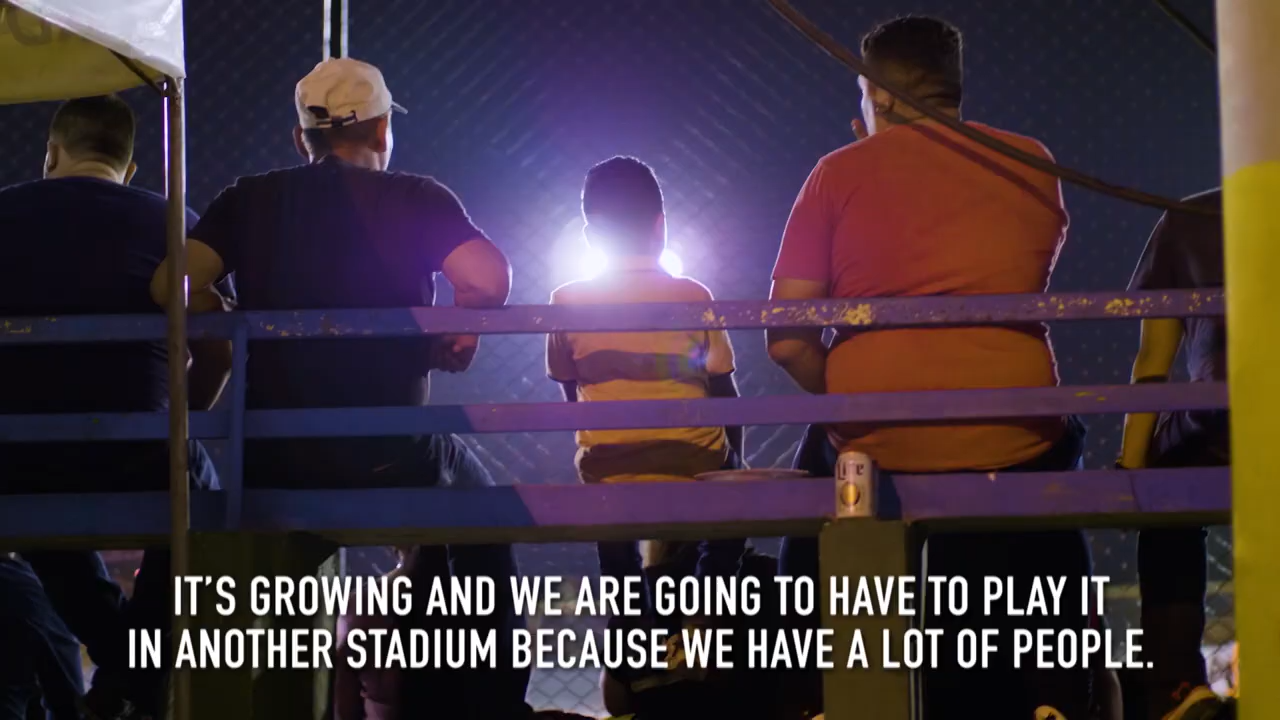 Lite
IT'S GROWING AND WE ARE GOING TO HAVE TO PLAY IT
IN ANOTHER STADIUM BECAUSE WE HAVE A LOT OF PEOPLE.